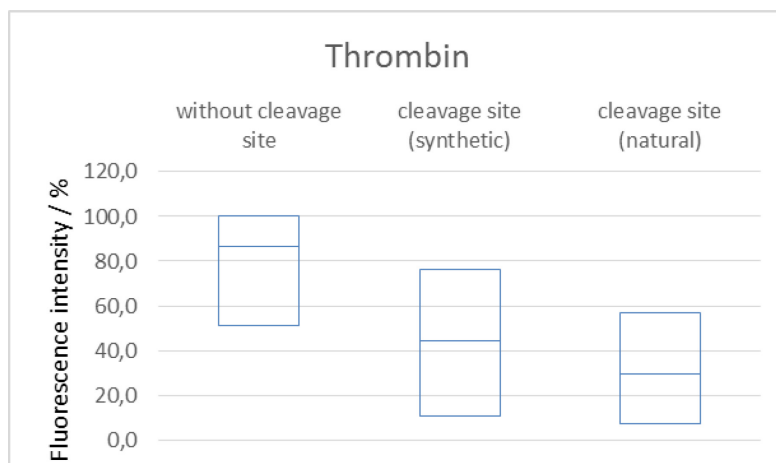 Thrombin
without cleavage
site
cleavage site
(synthetic)
cleavage site
(natural)
Fluorescence intensity / %
120,0
100,0
80,0
60,0
40,0
20,0
0,0